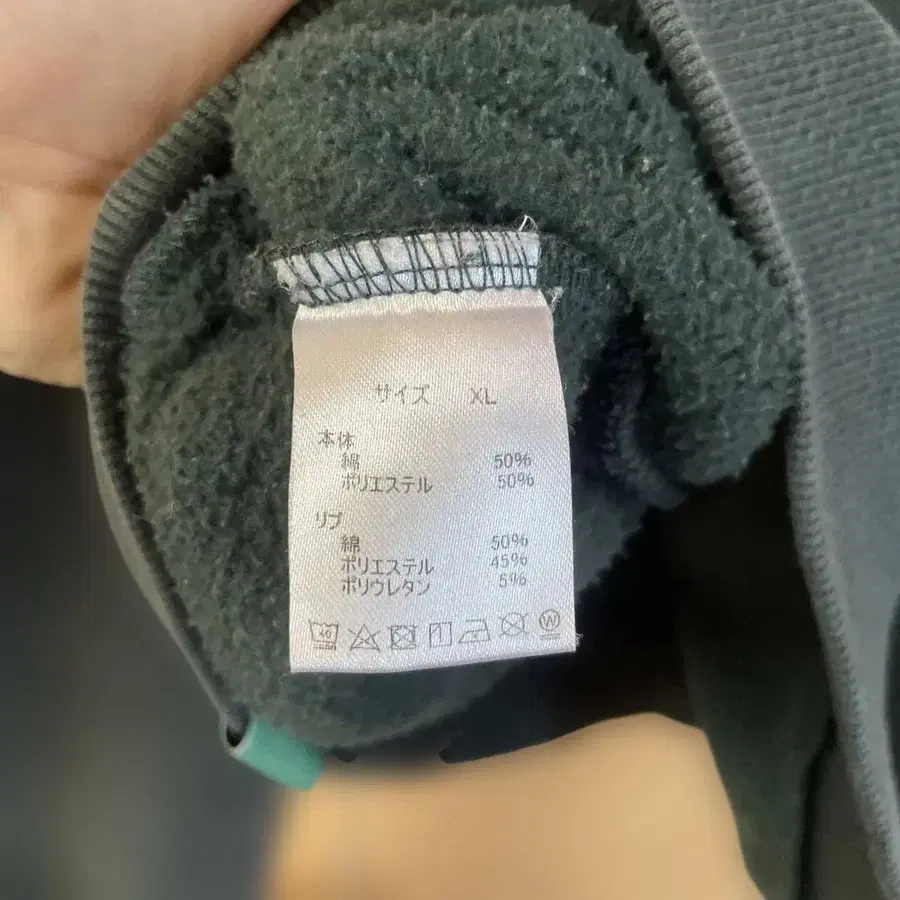 サイズ XL
本体
綿 50%
ポリエステル 50%
リブ
綿 50%
ポリエステル 45%
ポリウレタン 5%
40 W